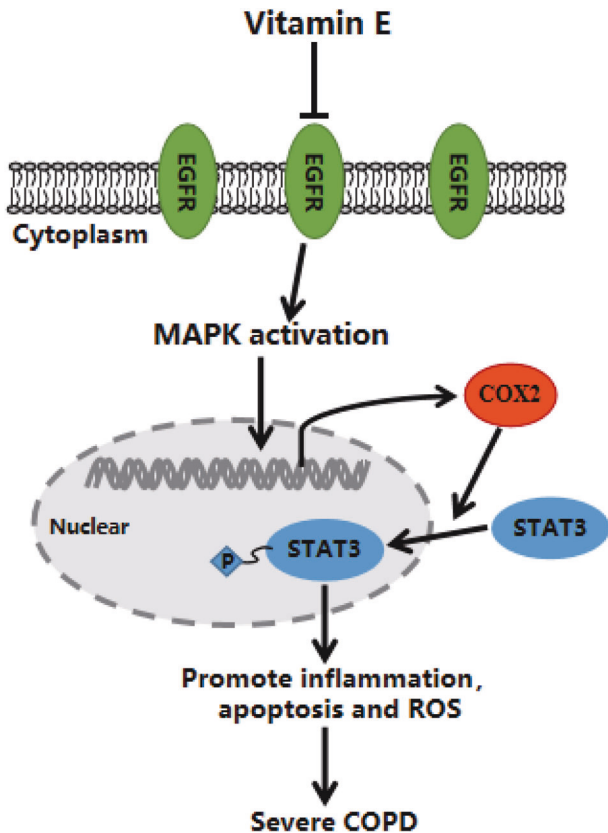 Vitamin E
EGFR
EGFR
EGFR
Cytoplasm
MAPK activation
COX2
Nuclear
STAT3
P
STAT3
Promote inflammation,
apoptosis and ROS
Severe COPD